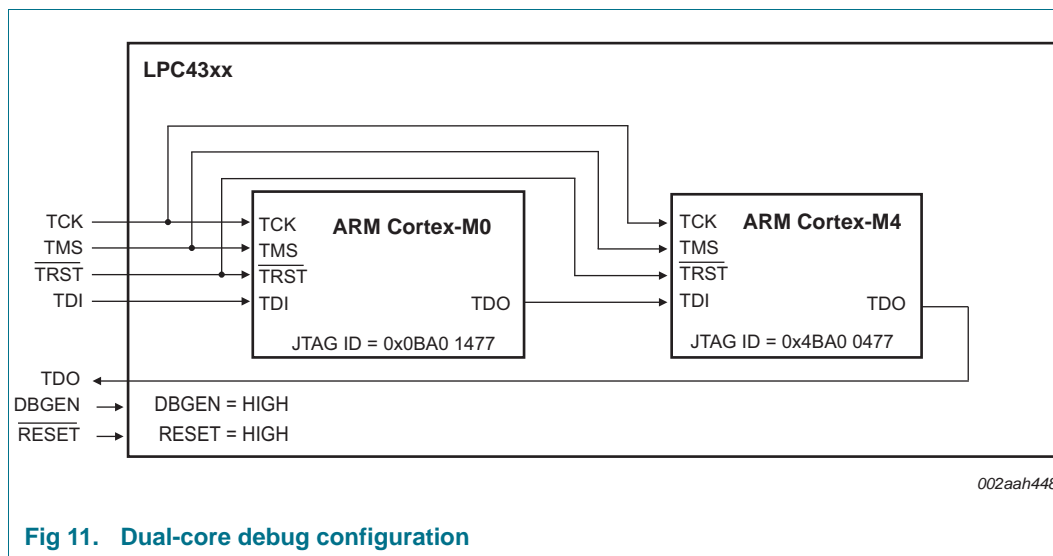 LPC43xx
TCK
TMS
TRST
TDI
TCK
TMS
TRST
TDI
ARM Cortex-M0
TDO
JTAG ID = 0x0BA0 1477
TCK
TMS
TRST
TDI
ARM Cortex-M4
TDO
JTAG ID = 0x4BA0 0477
TDO
DBGEN
RESET
DBGEN = HIGH
RESET = HIGH
002aah448
Fig 11. Dual-core debug configuration